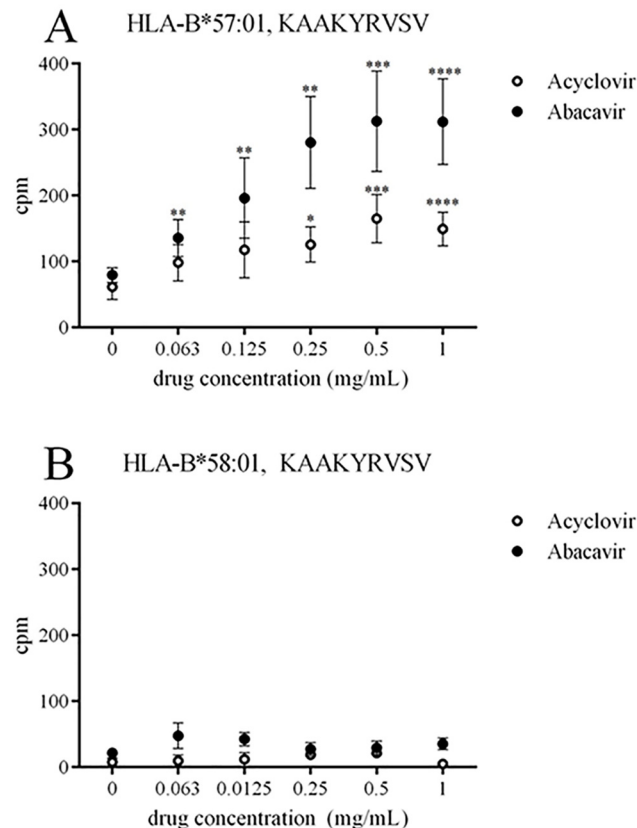 A
HLA-B*57:01, KAAKYRVSV
400
300
200
100
0
cpm
** ** ** *** ****
* *** ****
Acyclovir
Abacavir
0 0.063 0.125 0.25 0.5 1
drug concentration (mg/mL)
B
HLA-B*58:01, KAAKYRVSV
400
300
200
100
0
cpm
Acyclovir
Abacavir
0 0.063 0.0125 0.25 0.5 1
drug concentration (mg/mL)